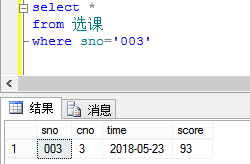 select *
from 选课
where sno='003'
结果 消息
sno cno time score
1 003 3 2018-05-23 93